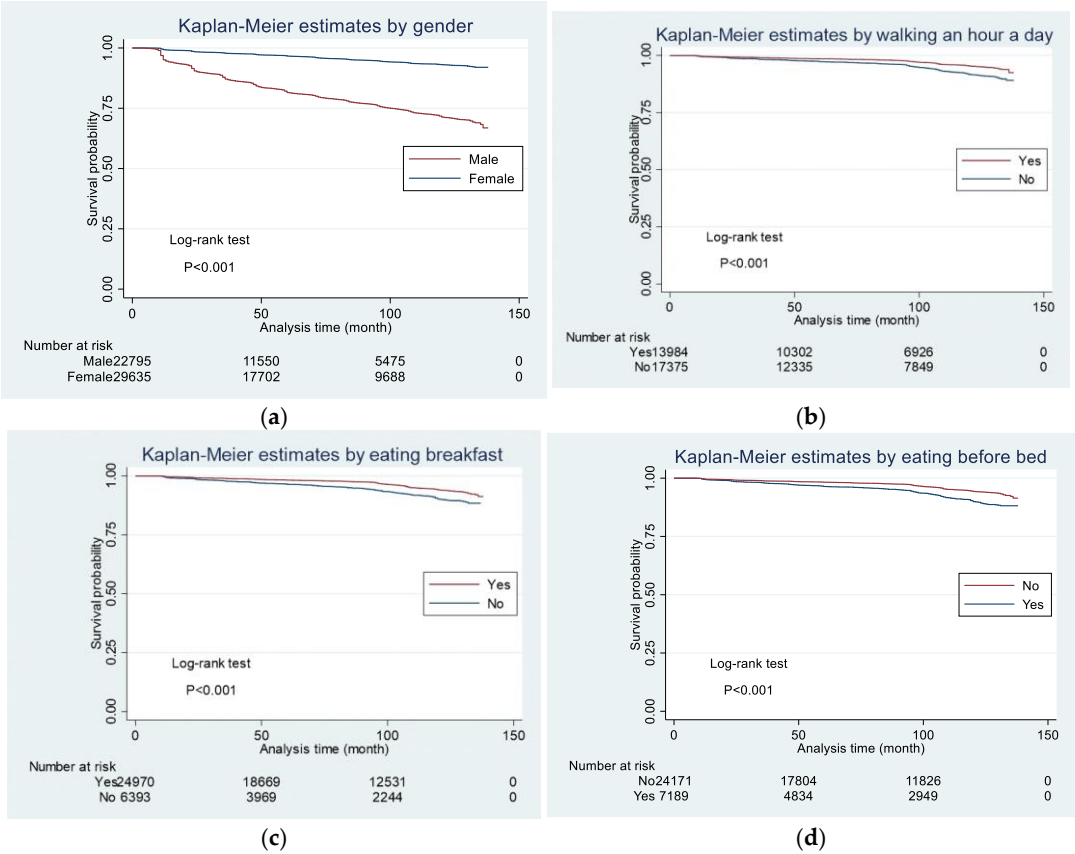 Kaplan-Meier estimates by gender
1.00
0.75
0.50
0.25
0.00
Survival probability
Male
Female
Log-rank test
P<0.001
0 50 100 150
Analysis time (month)
Number at risk
Male22795 11550 5475 0
Female29635 17702 9688 0
(a)
Kaplan-Meier estimates by walking an hour a day
1.00
0.75
0.50
0.25
0.00
Survival probability
Yes
No
Log-rank test
P<0.001
0 50 100 150
Analysis time (month)
Number at risk
Yes13984 10302 6926 0
No17375 12335 7849 0
(b)
Kaplan-Meier estimates by eating breakfast
1.00
0.75
0.50
0.25
0.00
Survival probability
Yes
No
Log-rank test
P<0.001
0 50 100 150
Analysis time (month)
Number at risk
Yes24970 18669 12531 0
No 6393 3969 2244 0
(c)
Kaplan-Meier estimates by eating before bed
1.00
0.75
0.50
0.25
0.00
Survival probability
No
Yes
Log-rank test
P<0.001
0 50 100 150
Analysis time (month)
Number at risk
No24171 17804 11826 0
Yes 7189 4834 2949 0
(d)